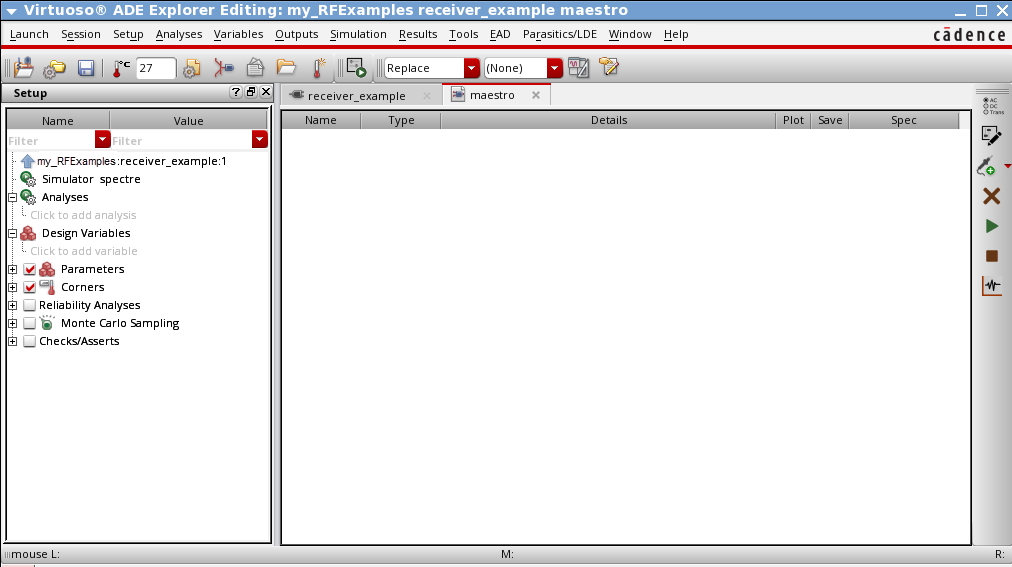 Virtuoso® ADE Explorer Editing: my_RFExamples receiver_example maestro
Launch Session Setup Analyses Variables Outputs Simulation Results Tools EAD Parasitics/LDE Window Help cādence
°C 27 Replace (None)
Setup ?
receiver_example maestro
Name Value
Name Type Details Plot Save Spec
Filter Filter
AC
DC
Trans
my_RFExamples:receiver_example:1
Simulator spectre
Analyses
Click to add analysis
Design Variables
Click to add variable
Parameters
Corners
Reliability Analyses
Monte Carlo Sampling
Checks/Asserts
mouse L: M: R: